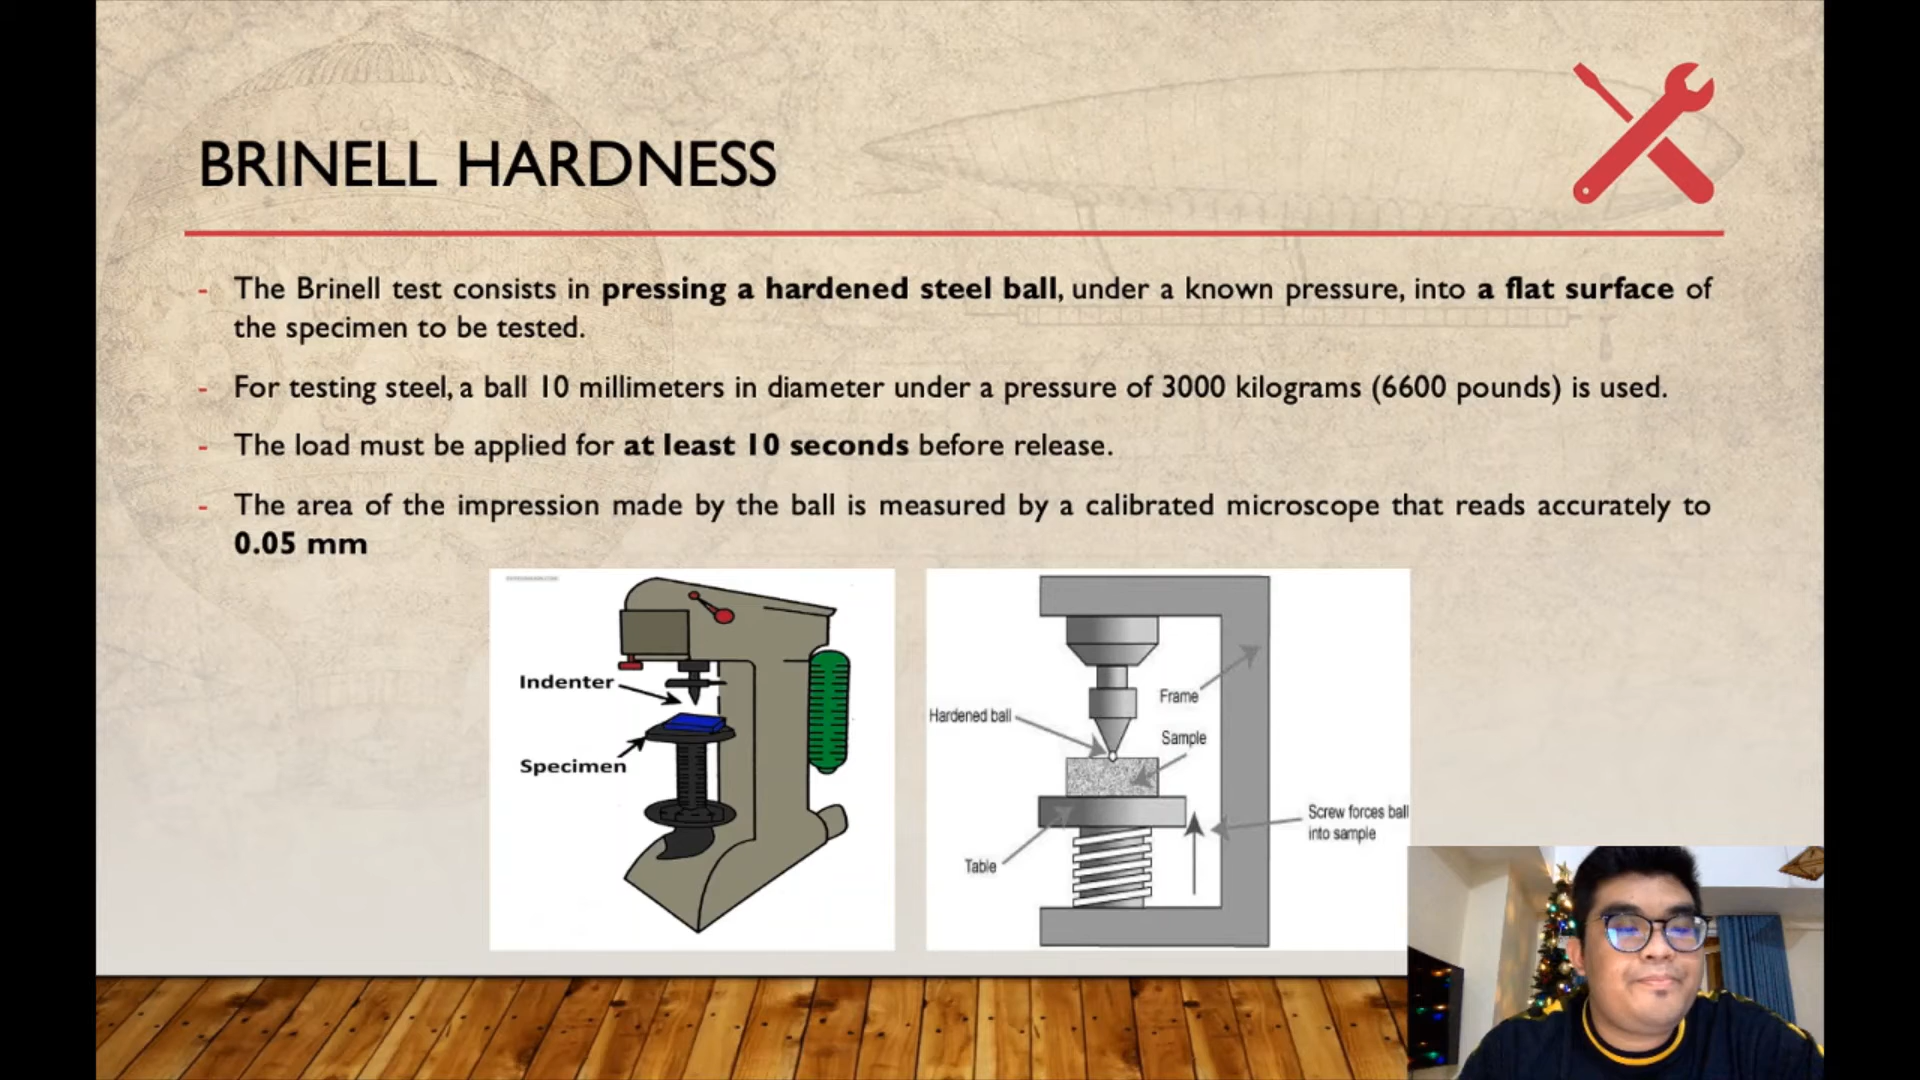 BRINELL HARDNESS
- The Brinell test consists in pressing a hardened steel ball, under a known pressure, into a flat surface of
the specimen to be tested.
- For testing steel, a ball 10 millimeters in diameter under a pressure of 3000 kilograms (6600 pounds) is used.
- The load must be applied for at least 10 seconds before release.
- The area of the impression made by the ball is measured by a calibrated microscope that reads accurately to
0.05 mm
Indenter
Specimen
Frame
Hardened ball
Sample
Screw forces ball
into sample
Table